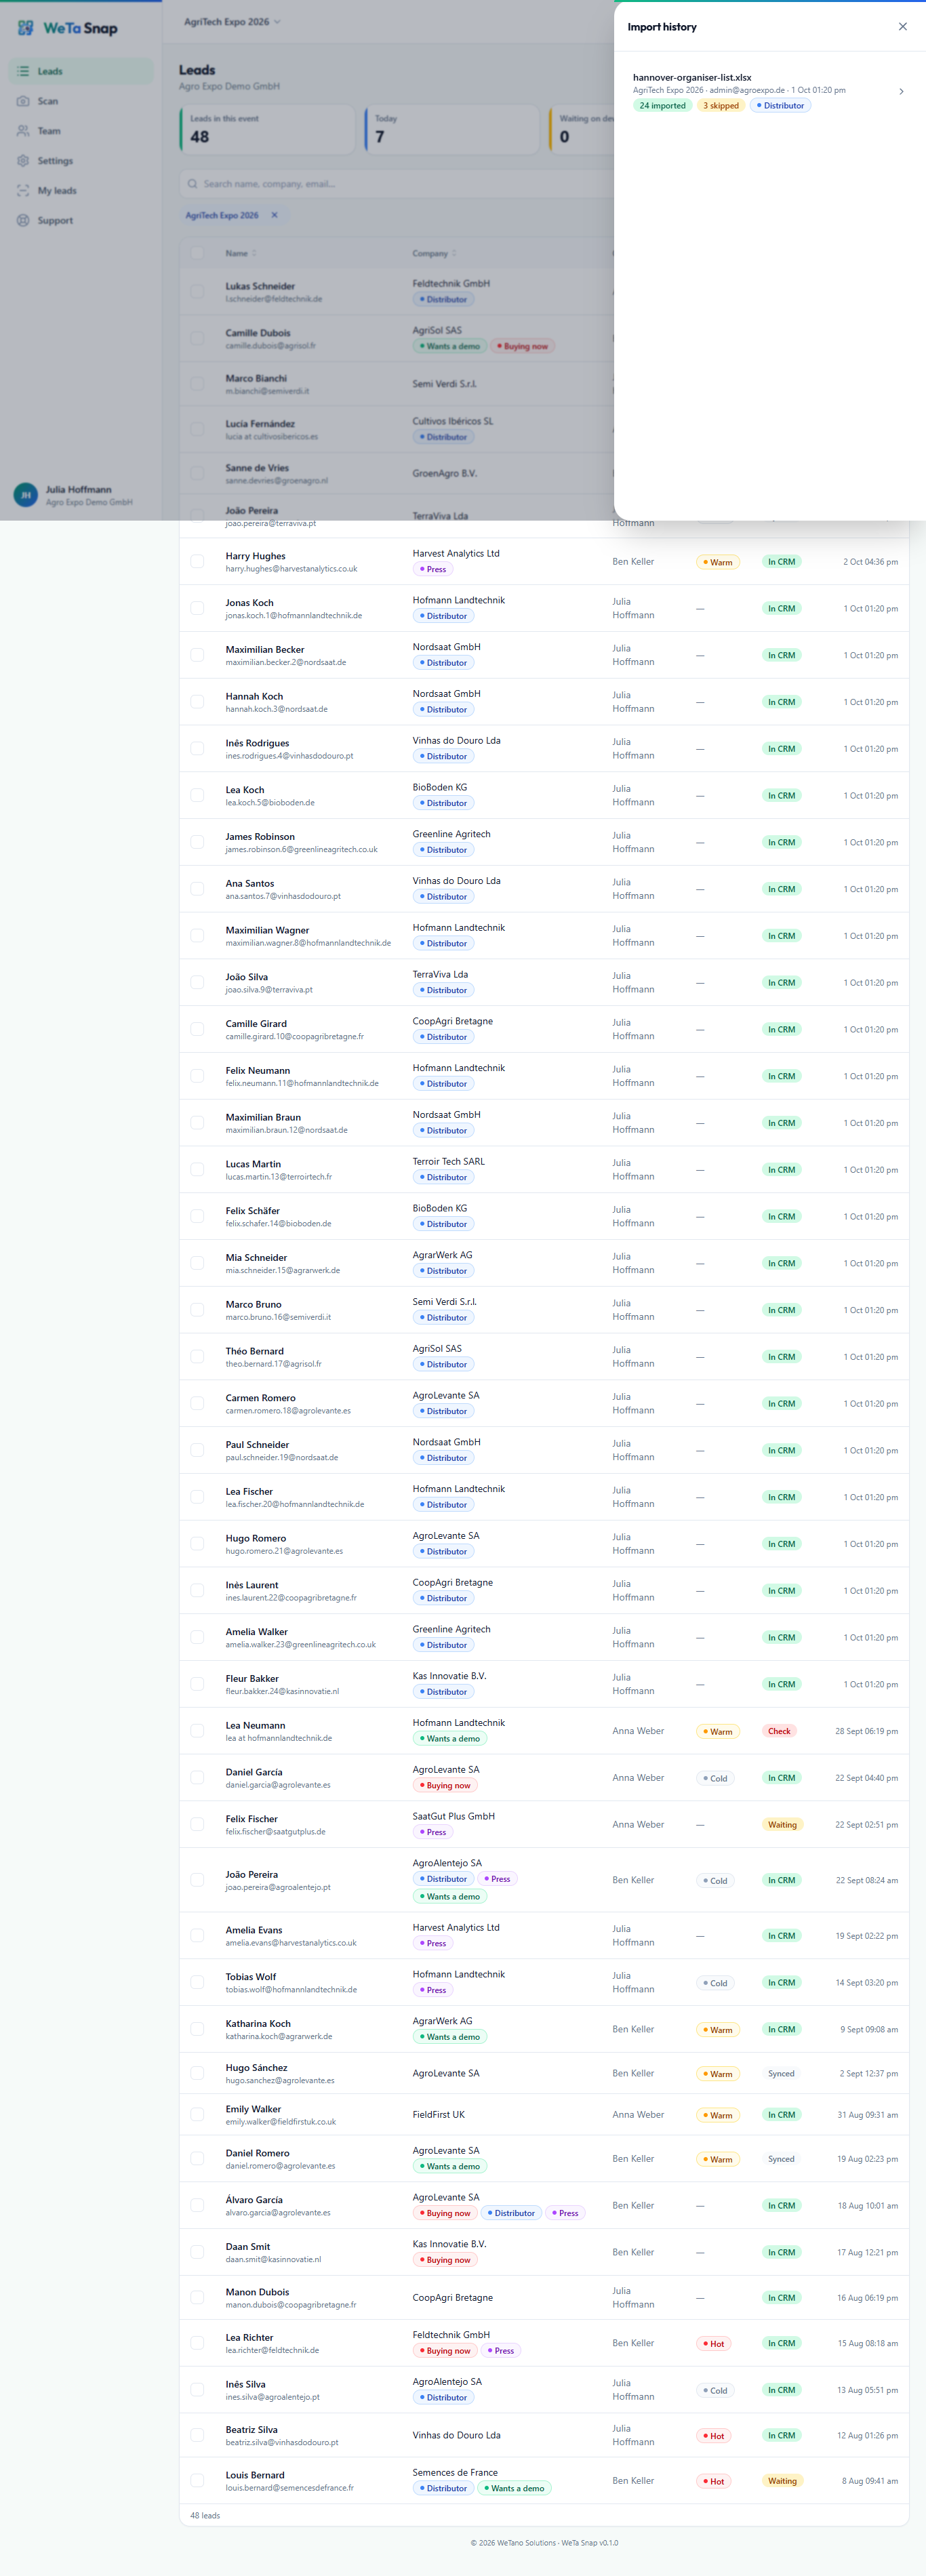 WeTa Snap
Leads
Scan
Team
Settings
My leads
Support
JH
Julia Hoffmann
Agro Expo Demo GmbH
AgriTech Expo 2026
Leads
Agro Expo Demo GmbH
Leads in this event
48
Today
7
Waiting on dev
0
Search name, company, email...
AgriTech Expo 2026 ✕
Name Company
Lukas Schneider
l.schneider@feldtechnik.de
Feldtechnik GmbH
Distributor
Camille Dubois
camille.dubois@agrisol.fr
AgriSol SAS
Wants a demo Buying now
Marco Bianchi
m.bianchi@semiverdi.it
Semi Verdi S.r.l.
Lucía Fernández
lucia at cultivosibericos.es
Cultivos Ibéricos SL
Distributor
Sanne de Vries
sanne.devries@groenagro.nl
GroenAgro B.V.
João Pereira
joao.pereira@terraviva.pt
TerraViva Lda
Hoffmann
Import history
hannover-organiser-list.xlsx
AgriTech Expo 2026 · admin@agroexpo.de · 1 Oct 01:20 pm
24 imported 3 skipped Distributor
Harry Hughes
harry.hughes@harvestanalytics.co.uk
Harvest Analytics Ltd
Press
Ben Keller Warm In CRM 2 Oct 04:36 pm
Jonas Koch
jonas.koch.1@hofmannlandtechnik.de
Hofmann Landtechnik
Distributor
Julia
Hoffmann
— In CRM 1 Oct 01:20 pm
Maximilian Becker
maximilian.becker.2@nordsaat.de
Nordsaat GmbH
Distributor
Julia
Hoffmann
— In CRM 1 Oct 01:20 pm
Hannah Koch
hannah.koch.3@nordsaat.de
Nordsaat GmbH
Distributor
Julia
Hoffmann
— In CRM 1 Oct 01:20 pm
Inês Rodrigues
ines.rodrigues.4@vinhasdodouro.pt
Vinhas do Douro Lda
Distributor
Julia
Hoffmann
— In CRM 1 Oct 01:20 pm
Lea Koch
lea.koch.5@bioboden.de
BioBoden KG
Distributor
Julia
Hoffmann
— In CRM 1 Oct 01:20 pm
James Robinson
james.robinson.6@greenlineagritech.co.uk
Greenline Agritech
Distributor
Julia
Hoffmann
— In CRM 1 Oct 01:20 pm
Ana Santos
ana.santos.7@vinhasdodouro.pt
Vinhas do Douro Lda
Distributor
Julia
Hoffmann
— In CRM 1 Oct 01:20 pm
Maximilian Wagner
maximilian.wagner.8@hofmannlandtechnik.de
Hofmann Landtechnik
Distributor
Julia
Hoffmann
— In CRM 1 Oct 01:20 pm
João Silva
joao.silva.9@terraviva.pt
TerraViva Lda
Distributor
Julia
Hoffmann
— In CRM 1 Oct 01:20 pm
Camille Girard
camille.girard.10@coopagribretagne.fr
CoopAgri Bretagne
Distributor
Julia
Hoffmann
— In CRM 1 Oct 01:20 pm
Felix Neumann
felix.neumann.11@hofmannlandtechnik.de
Hofmann Landtechnik
Distributor
Julia
Hoffmann
— In CRM 1 Oct 01:20 pm
Maximilian Braun
maximilian.braun.12@nordsaat.de
Nordsaat GmbH
Distributor
Julia
Hoffmann
— In CRM 1 Oct 01:20 pm
Lucas Martin
lucas.martin.13@terroirtech.fr
Terroir Tech SARL
Distributor
Julia
Hoffmann
— In CRM 1 Oct 01:20 pm
Felix Schäfer
felix.schafer.14@bioboden.de
BioBoden KG
Distributor
Julia
Hoffmann
— In CRM 1 Oct 01:20 pm
Mia Schneider
mia.schneider.15@agrarwerk.de
AgrarWerk AG
Distributor
Julia
Hoffmann
— In CRM 1 Oct 01:20 pm
Marco Bruno
marco.bruno.16@semiverdi.it
Semi Verdi S.r.l.
Distributor
Julia
Hoffmann
— In CRM 1 Oct 01:20 pm
Théo Bernard
theo.bernard.17@agrisol.fr
AgriSol SAS
Distributor
Julia
Hoffmann
— In CRM 1 Oct 01:20 pm
Carmen Romero
carmen.romero.18@agrolevante.es
AgroLevante SA
Distributor
Julia
Hoffmann
— In CRM 1 Oct 01:20 pm
Paul Schneider
paul.schneider.19@nordsaat.de
Nordsaat GmbH
Distributor
Julia
Hoffmann
— In CRM 1 Oct 01:20 pm
Lea Fischer
lea.fischer.20@hofmannlandtechnik.de
Hofmann Landtechnik
Distributor
Julia
Hoffmann
— In CRM 1 Oct 01:20 pm
Hugo Romero
hugo.romero.21@agrolevante.es
AgroLevante SA
Distributor
Julia
Hoffmann
— In CRM 1 Oct 01:20 pm
Inés Laurent
ines.laurent.22@coopagribretagne.fr
CoopAgri Bretagne
Distributor
Julia
Hoffmann
— In CRM 1 Oct 01:20 pm
Amelia Walker
amelia.walker.23@greenlineagritech.co.uk
Greenline Agritech
Distributor
Julia
Hoffmann
— In CRM 1 Oct 01:20 pm
Fleur Bakker
fleur.bakker.24@kasinnovatie.nl
Kas Innovatie B.V.
Distributor
Julia
Hoffmann
— In CRM 1 Oct 01:20 pm
Lea Neumann
lea at hofmannlandtechnik.de
Hofmann Landtechnik
Wants a demo
Anna Weber Warm Check 28 Sept 06:19 pm
Daniel García
daniel.garcia@agrolevante.es
AgroLevante SA
Buying now
Anna Weber Cold In CRM 22 Sept 04:40 pm
Felix Fischer
felix.fischer@saatgutplus.de
SaatGut Plus GmbH
Press
Anna Weber — Waiting 22 Sept 02:51 pm
João Pereira
joao.pereira@agroalentejo.pt
AgroAlentejo SA
Distributor Press
Wants a demo
Ben Keller Cold In CRM 22 Sept 08:24 am
Amelia Evans
amelia.evans@harvestanalytics.co.uk
Harvest Analytics Ltd
Press
Julia
Hoffmann
— In CRM 19 Sept 02:22 pm
Tobias Wolf
tobias.wolf@hofmannlandtechnik.de
Hofmann Landtechnik
Press
Julia
Hoffmann
Cold In CRM 14 Sept 03:20 pm
Katharina Koch
katharina.koch@agrarwerk.de
AgrarWerk AG
Wants a demo
Ben Keller Warm In CRM 9 Sept 09:08 am
Hugo Sánchez
hugo.sanchez@agrolevante.es
AgroLevante SA
Ben Keller Warm Synced 2 Sept 12:37 pm
Emily Walker
emily.walker@fieldfirstuk.co.uk
FieldFirst UK
Anna Weber Warm In CRM 31 Aug 09:31 am
Daniel Romero
daniel.romero@agrolevante.es
AgroLevante SA
Wants a demo
Ben Keller Warm Synced 19 Aug 02:23 pm
Álvaro García
alvaro.garcia@agrolevante.es
AgroLevante SA
Buying now Distributor Press
Ben Keller — In CRM 18 Aug 10:01 am
Daan Smit
daan.smit@kasinnovatie.nl
Kas Innovatie B.V.
Buying now
Ben Keller — In CRM 17 Aug 12:21 pm
Manon Dubois
manon.dubois@coopagribretagne.fr
CoopAgri Bretagne
Julia
Hoffmann
— In CRM 16 Aug 06:19 pm
Lea Richter
lea.richter@feldtechnik.de
Feldtechnik GmbH
Buying now Press
Ben Keller Hot In CRM 15 Aug 08:18 am
Inês Silva
ines.silva@agroalentejo.pt
AgroAlentejo SA
Distributor
Julia
Hoffmann
Cold In CRM 13 Aug 05:51 pm
Beatriz Silva
beatriz.silva@vinhasdodouro.pt
Vinhas do Douro Lda
Julia
Hoffmann
Hot In CRM 12 Aug 01:26 pm
Louis Bernard
louis.bernard@semencesdefrance.fr
Semences de France
Distributor Wants a demo
Ben Keller Hot Waiting 8 Aug 09:41 am
48 leads
© 2026 WeTano Solutions · WeTa Snap v0.1.0